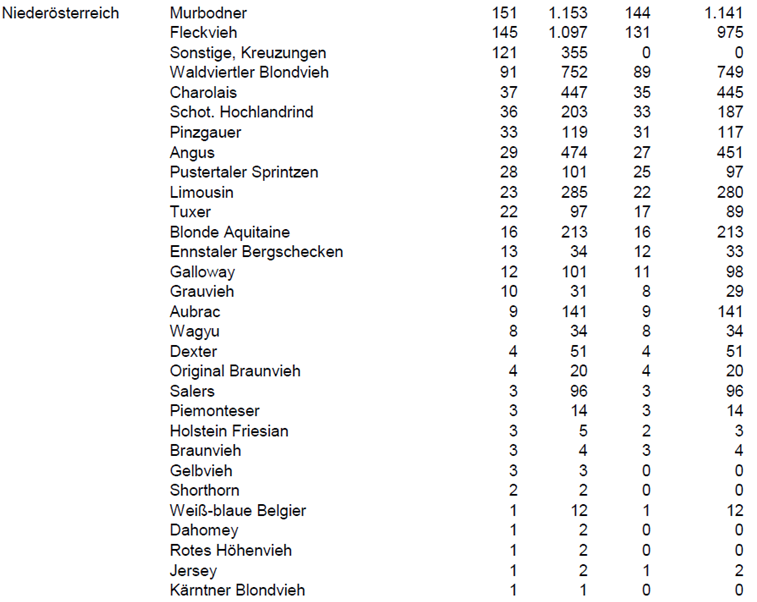 Niederösterreich Murbodner 151 1.153 144 1.141
Fleckvieh 145 1.097 131 975
Sonstige, Kreuzungen 121 355 0 0
Waldviertler Blondvieh 91 752 89 749
Charolais 37 447 35 445
Schot. Hochlandrind 36 203 33 187
Pinzgauer 33 119 31 117
Angus 29 474 27 451
Pustertaler Sprintzen 28 101 25 97
Limousin 23 285 22 280
Tuxer 22 97 17 89
Blonde Aquitaine 16 213 16 213
Ennstaler Bergschecken 13 34 12 33
Galloway 12 101 11 98
Grauvieh 10 31 8 29
Aubrac 9 141 9 141
Wagyu 8 34 8 34
Dexter 4 51 4 51
Original Braunvieh 4 20 4 20
Salers 3 96 3 96
Piemonteser 3 14 3 14
Holstein Friesian 3 5 2 3
Braunvieh 3 4 3 4
Gelbvieh 3 3 0 0
Shorthorn 2 2 0 0
Weiß-blaue Belgier 1 12 1 12
Dahomey 1 2 0 0
Rotes Höhenvieh 1 2 0 0
Jersey 1 2 1 2
Kärntner Blondvieh 1 1 0 0